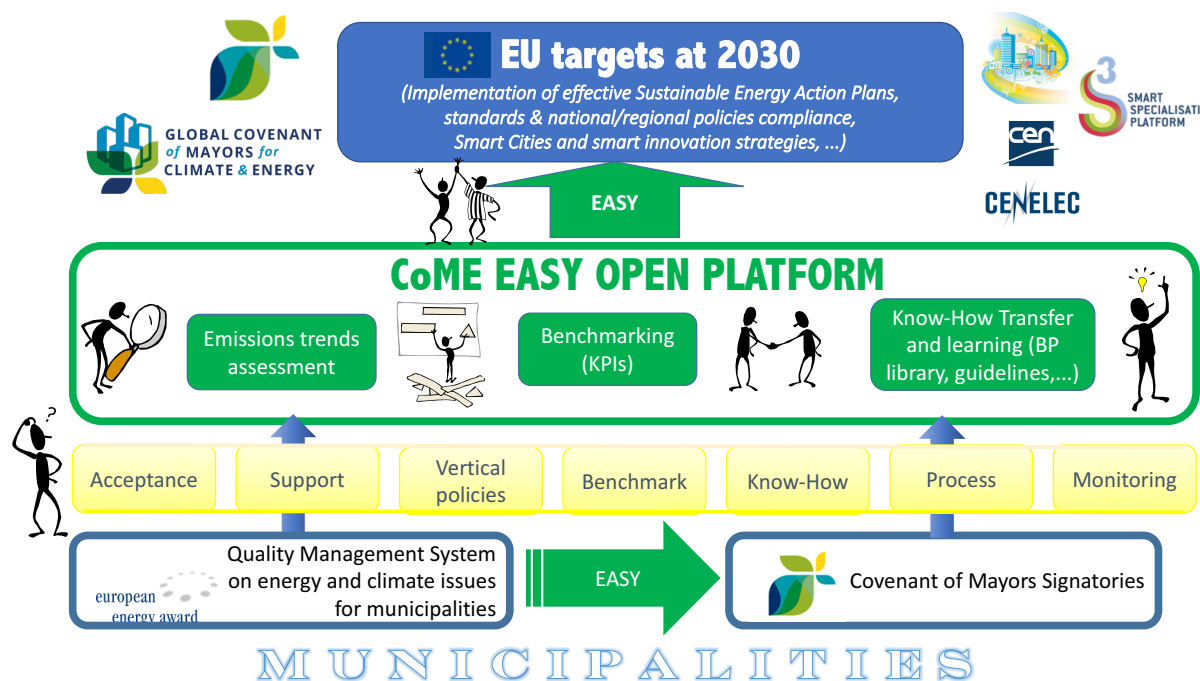 EU targets at 2030
(Implementation of effective Sustainable Energy Action Plans,
standards & national/regional policies compliance,
Smart Cities and smart innovation strategies, ...)
GLOBAL COVENANT
of MAYORS for
CLIMATE & ENERGY
S3
SMART
SPECIALISATI
PLATFORM
cen
CENELEC
EASY
CoME EASY OPEN PLATFORM
Emissions trends
assessment
Benchmarking
(KPIs)
Know-How Transfer
and learning (BP
library, guidelines,...)
?
Acceptance
Support
Vertical
policies
Benchmark
Know-How
Process
Monitoring
european
energy award
Quality Management System
on energy and climate issues
for municipalities
EASY
Covenant of Mayors Signatories
MUNICIPALITIES